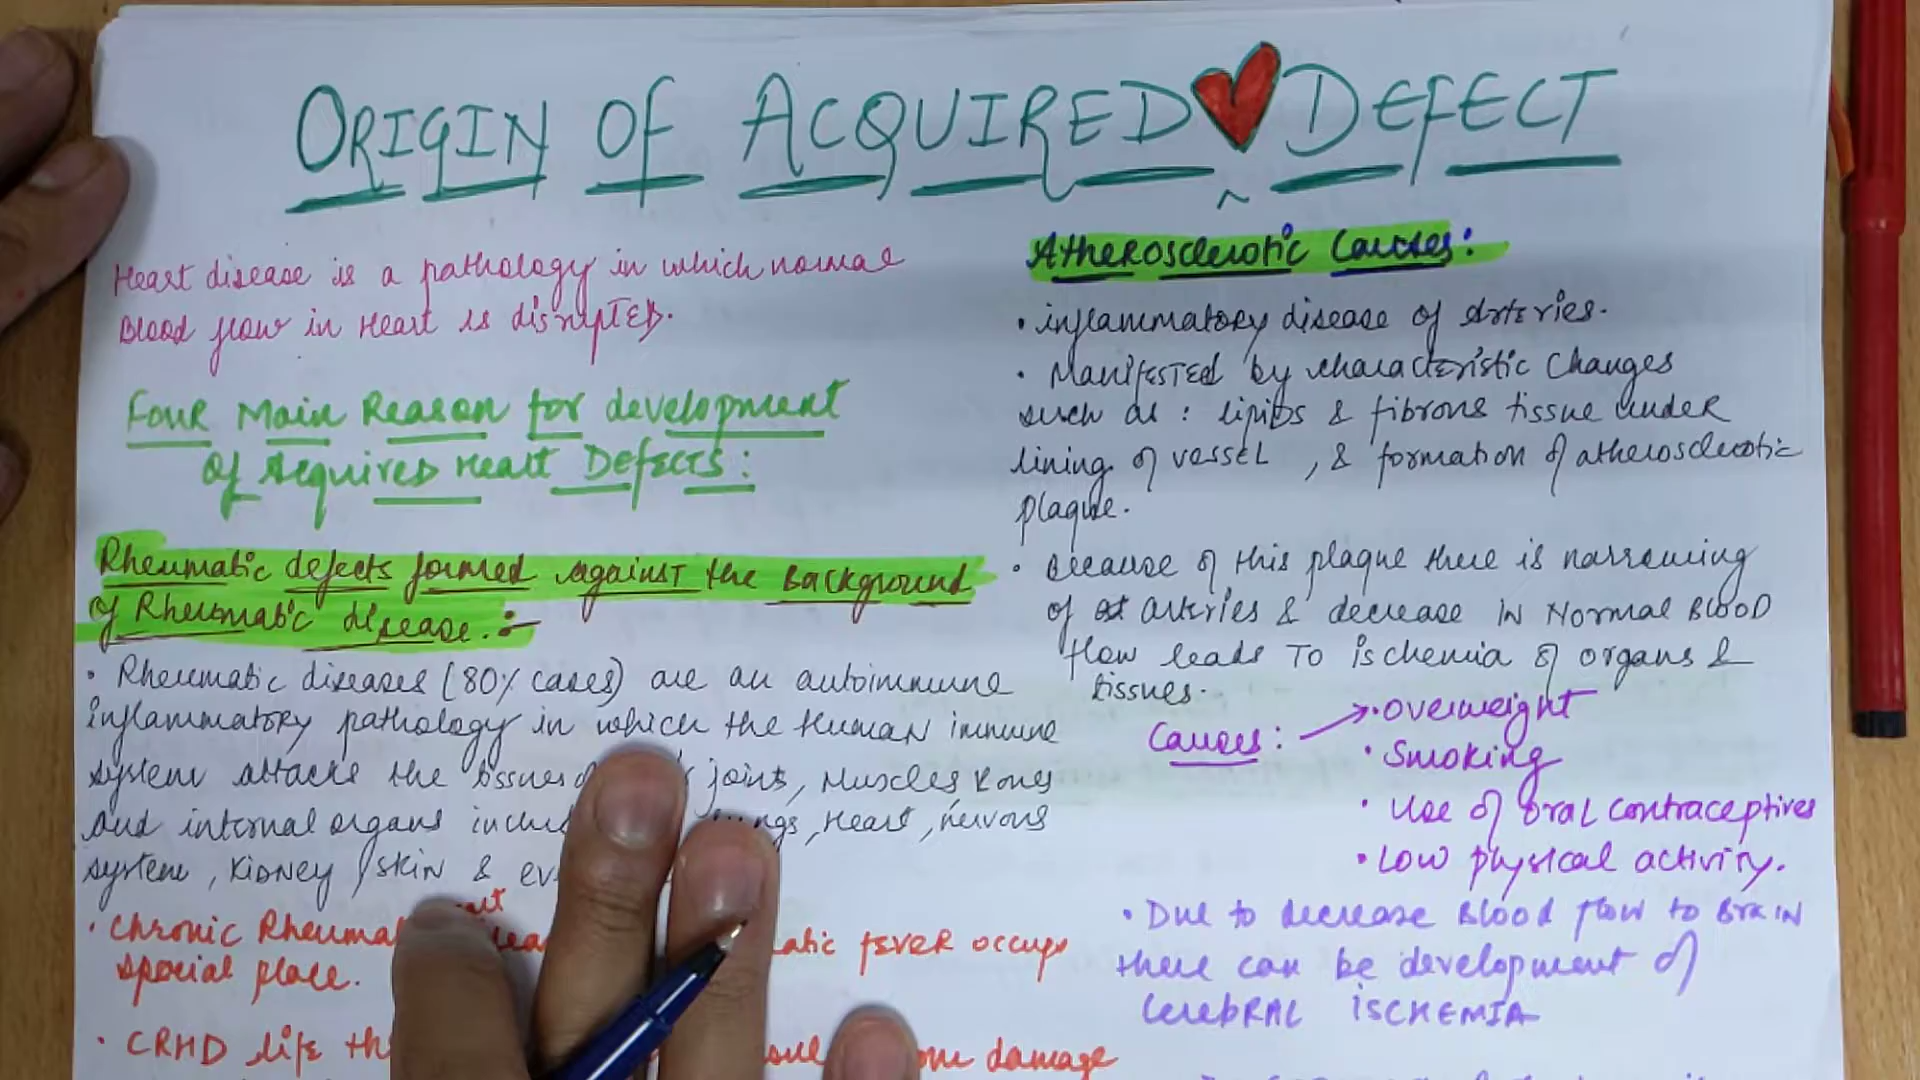 ORIGIN OF ACQUIRED DEFECT
Heart disease is a pathology in which normal
Blood flow in Heart is disrupted.
Four Main Reason for development
of Acquired Heart Defects:
Rheumatic defects formed against the Background
of Rheumatic disease. :-
• Rheumatic diseases (80% cases) are an autoimmune
inflammatory pathology in which the Human immune
system attacks the tissues joint, Muscles
And internal organs , Heart, nervous
system, Kidney, skin &
• Chronic fever occups
special place.
• CRHD life damage
Atherosclerotic Causes:
• inflammatory disease of Arteries.
• Manifested by characteristic Changes
such as : lipids & fibrous tissue under
lining of vessel , & formation of atherosclerotic
plaque.
• Because of this plaque there is narrowing
of arteries & decrease in Normal Blood
flow leads To ischemia of organs &
tissues.
Causes: • Overweight
• Smoking
• Use of Oral contraceptives
• Low physical activity.
• Due to decrease Blood flow to Brain
there can be development of
Cerebral ischemia